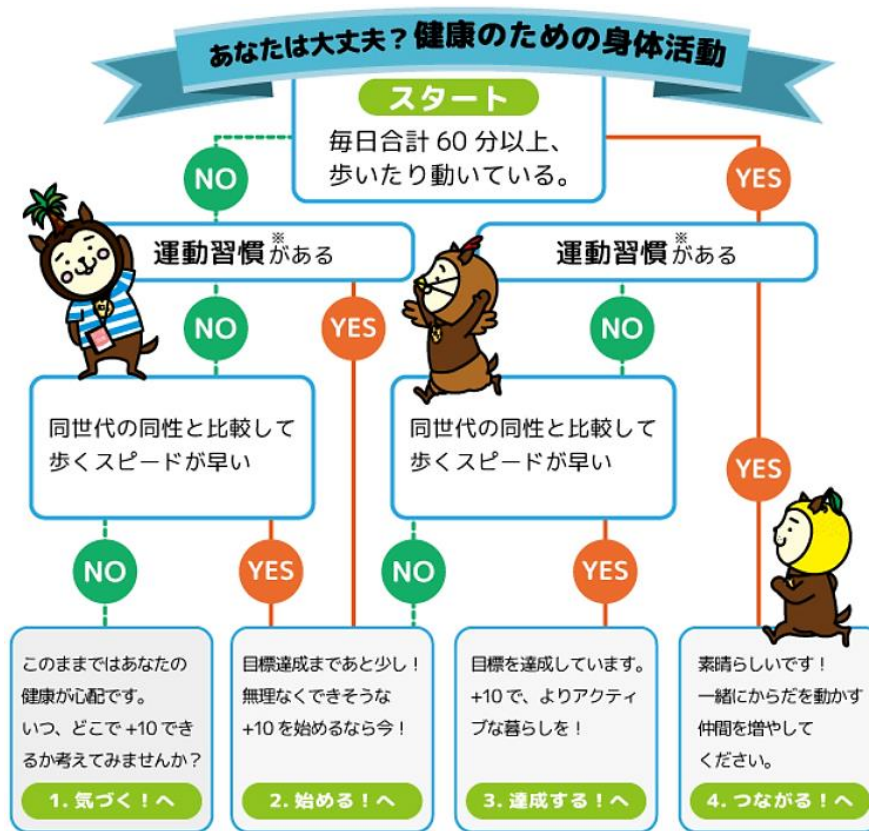 あなたは大丈夫？健康のための身体活動
スタート
毎日合計 60 分以上、
歩いたり動いている。
NO
YES
運動習慣※がある
運動習慣※がある
NO
YES
NO
YES
同世代の同性と比較して
歩くスピードが早い
同世代の同性と比較して
歩くスピードが早い
NO
YES
NO
YES
このままではあなたの
健康が心配です。
いつ、どこで +10 でき
るか考えてみませんか？
1. 気づく！へ
目標達成まであと少し！
無理なくできそうな
+10 を始めるなら今！
2. 始める！へ
目標を達成しています。
+10 で、よりアクティ
ブな暮らしを！
3. 達成する！へ
素晴らしいです！
一緒にからだを動かす
仲間を増やして
ください。
4. つながる！へ